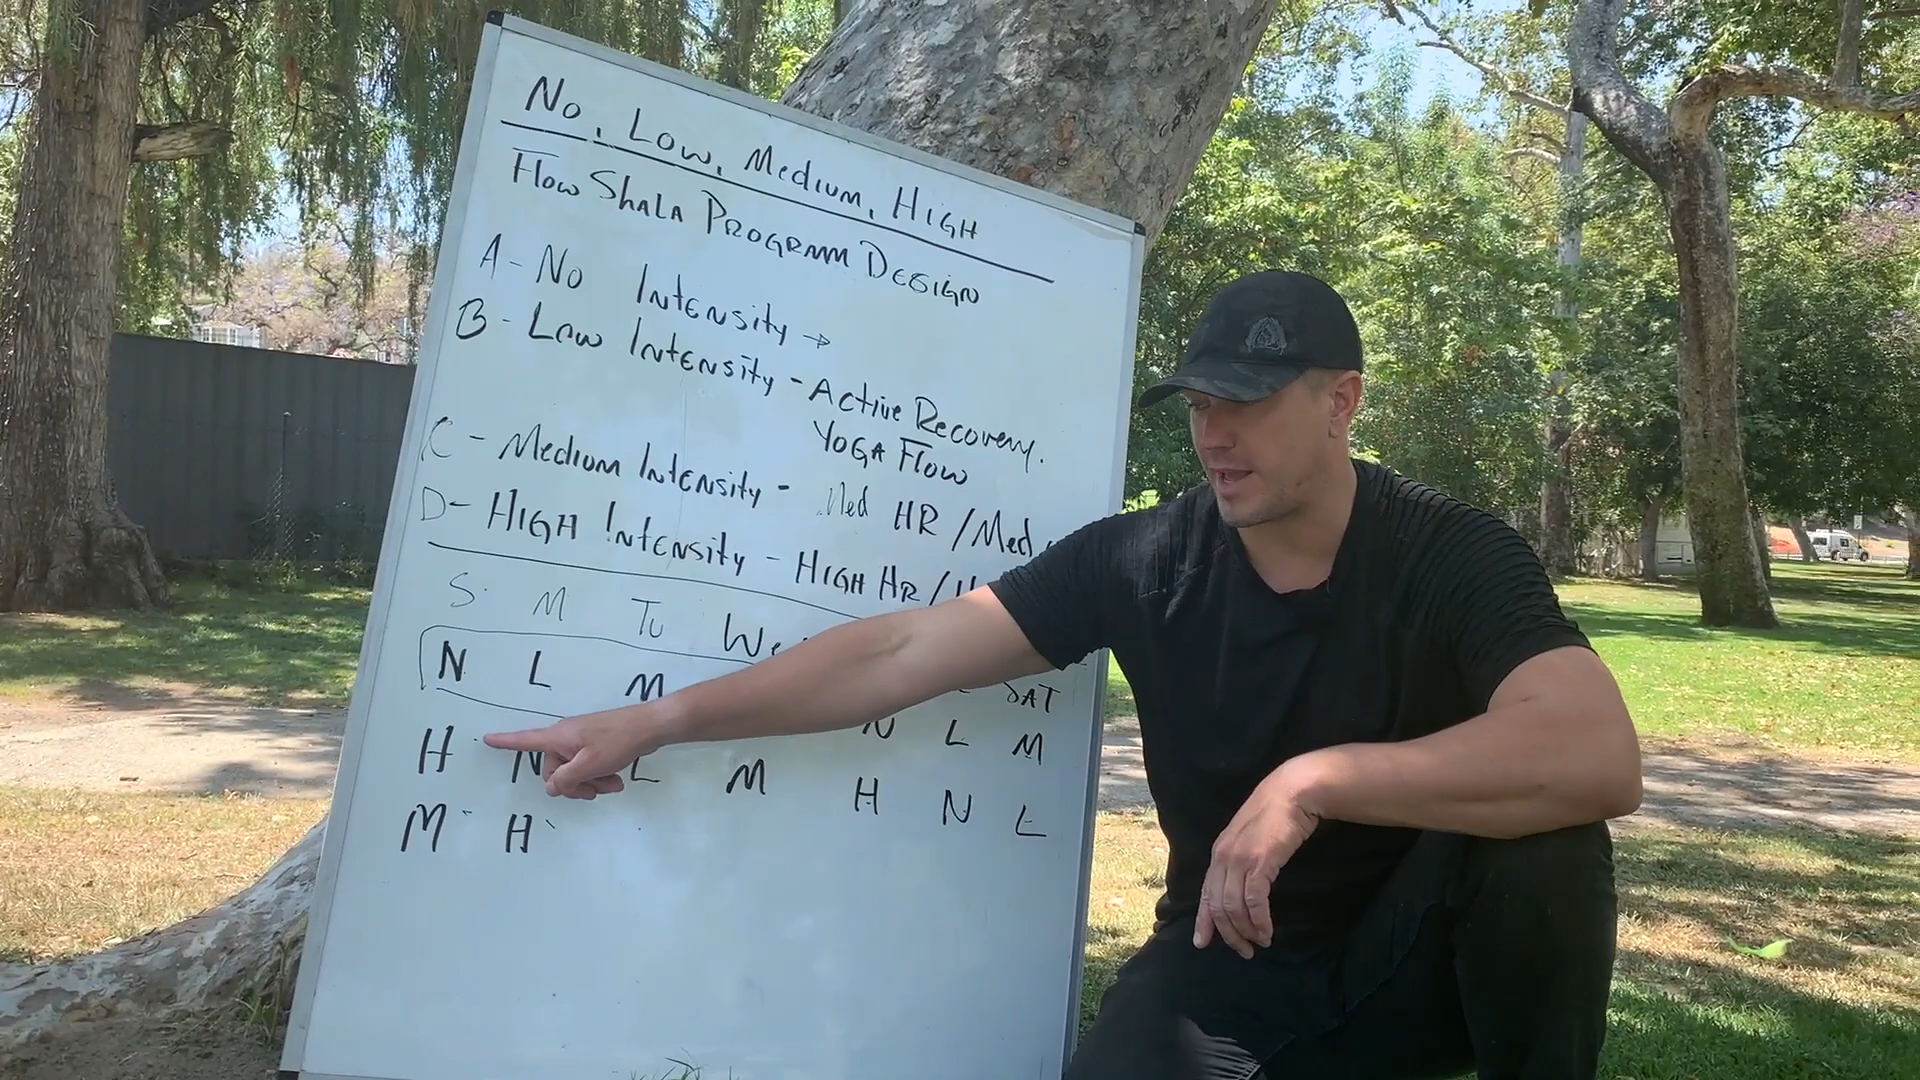 No, Low, Medium, HIGH
Flow Shala Program Design
A - No Intensity →
B - Low Intensity - Active Recovery.
Yoga Flow
C - Medium Intensity - Med HR / Med
D - HIGH Intensity - HIGH HR /
S M Tu We SAT
N L M N L M
H N L M H N L
M H